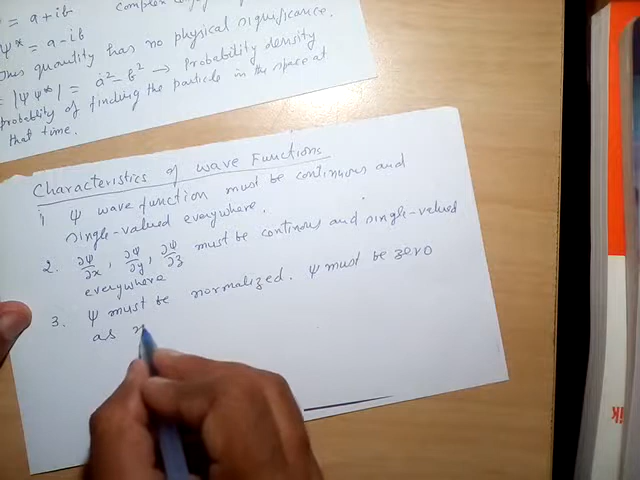 = a + ib
ψ* = a - ib
This quantity has no physical significance.
= |ψ ψ*| = a² - b² → Probability density
probability of finding the particle in the space at
that time.
Characteristics of wave Functions
1 ψ wave function must be continuous and
single-valued everywhere.
2. ∂ψ/∂x, ∂ψ/∂y, ∂ψ/∂z must be continous and single-valued
everywhere
3. ψ must be normalized. ψ must be zero
as